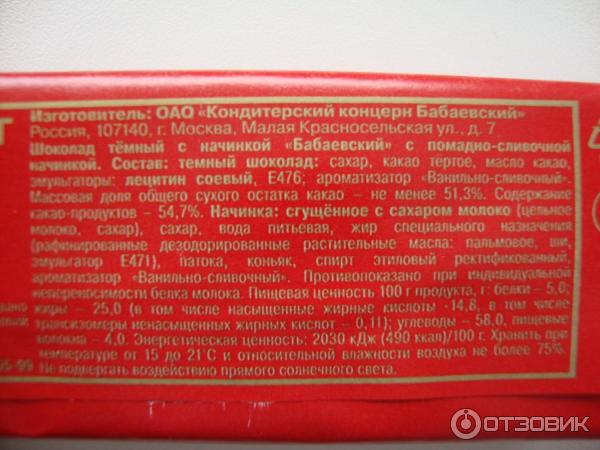 Изготовитель: ОАО «Кондитерский концерн Бабаевский»
Россия, 107140, г. Москва, Малая Красносельская ул., д. 7.
Шоколад тёмный с начинкой «Бабаевский» с помадно-сливочной
начинкой. Состав: темный шоколад: сахар, какао тертое, масло какао,
эмульгаторы: лецитин соевый, Е476; ароматизатор «Ванильно-сливочный».
Массовая доля общего сухого остатка какао – не менее 51,3%. Содержание
какао-продуктов – 54,7%. Начинка: сгущённое с сахаром молоко (цельное
молоко, сахар), сахар, вода питьевая, жир специального назначения
(рафинированные дезодорированные растительные масла: пальмовое, ши,
эмульгатор Е471), патока, коньяк, спирт этиловый ректификованный,
ароматизатор «Ванильно-сливочный». Противопоказано при индивидуальной
непереносимости белка молока. Пищевая ценность 100 г продукта, г: белки – 5,0;
жиры – 25,0 (в том числе насыщенные жирные кислоты -14,8, в том числе
трансизомеры ненасыщенных жирных кислот – 0,11); углеводы – 58,0, пищевые
волокна – 4,0. Энергетическая ценность: 2030 кДж (490 ккал)/100 г. Хранить при
температуре от 15 до 21°С и относительной влажности воздуха не более 75%.
Не подвергать воздействию прямого солнечного света.
ОТЗОВИК